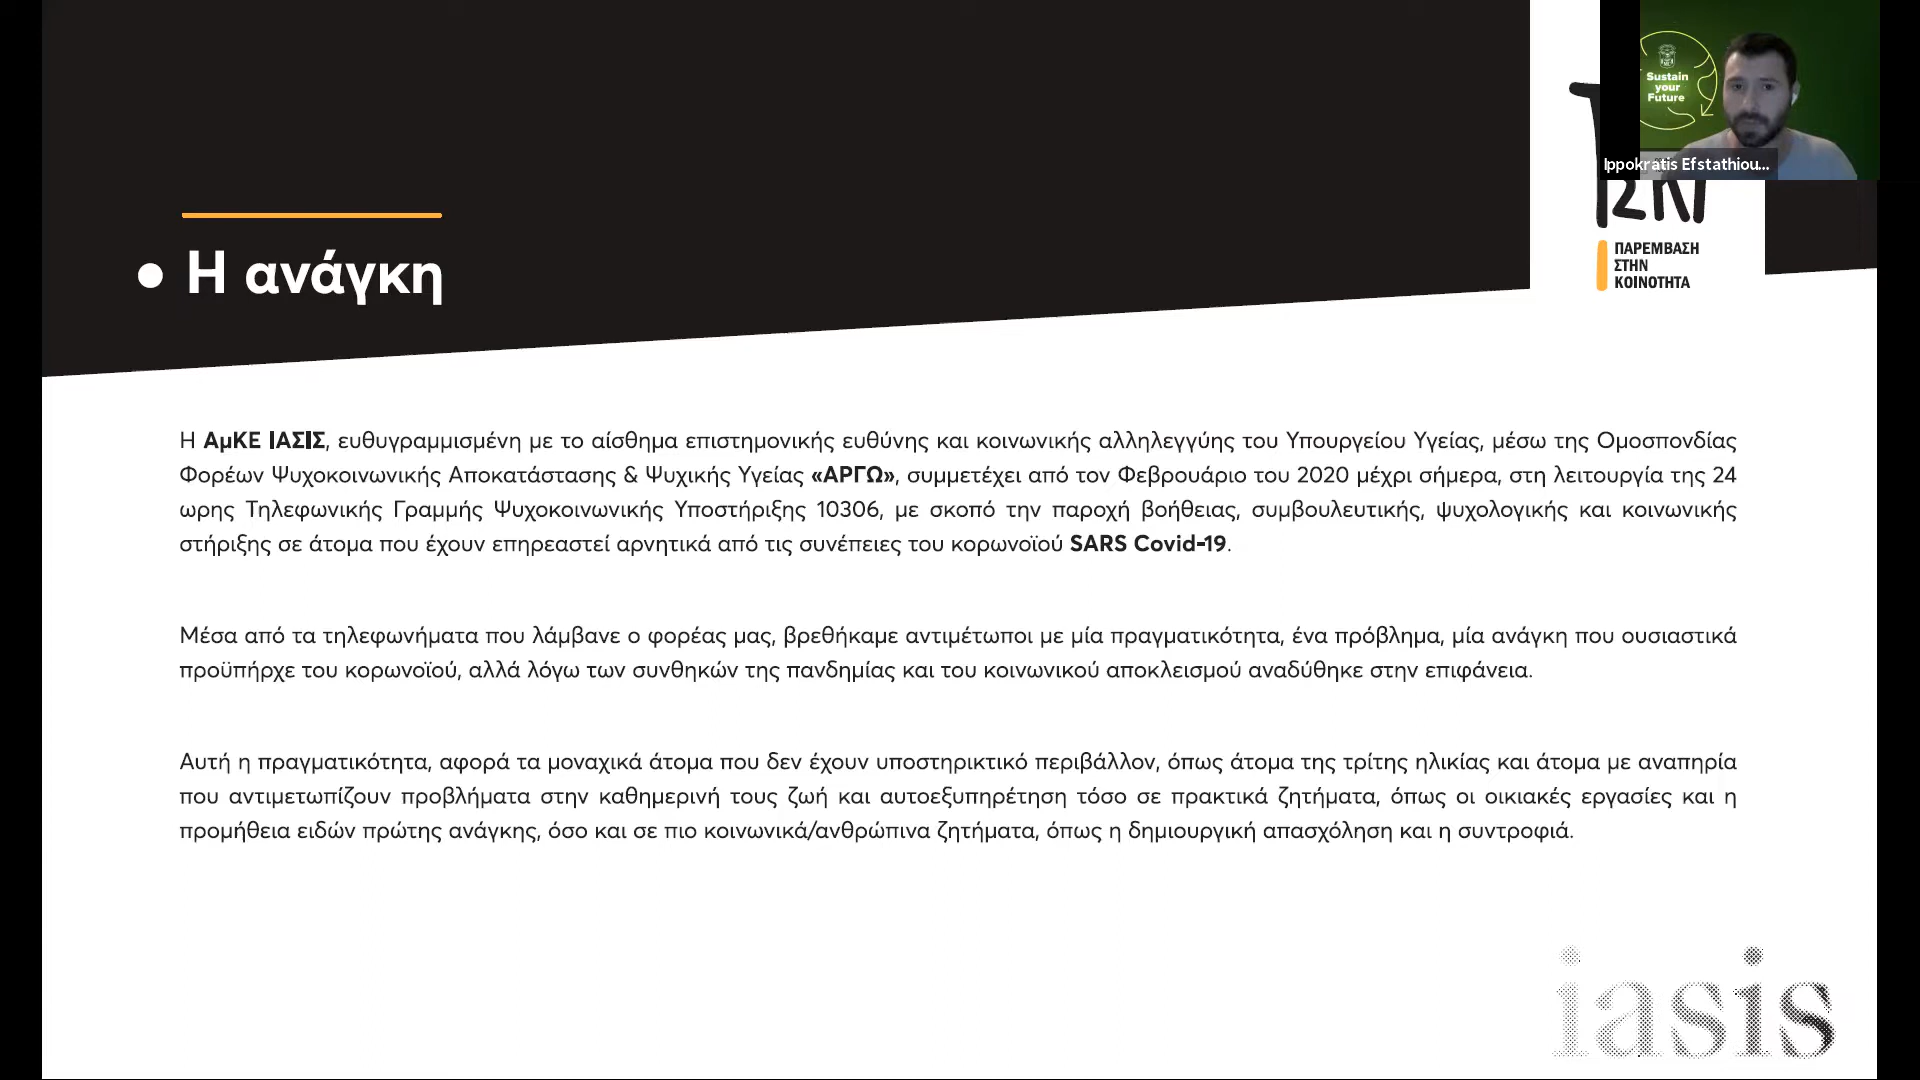 Sustain
your
Future
Ippokratis Efstathiou...
ΠΑΡΕΜΒΑΣΗ
ΣΤΗΝ
ΚΟΙΝΟΤΗΤΑ
• Η ανάγκη
Η ΑμΚΕ ΙΑΣΙΣ, ευθυγραμμισμένη με το αίσθημα επιστημονικής ευθύνης και κοινωνικής αλληλεγγύης του Υπουργείου Υγείας, μέσω της Ομοσπονδίας
Φορέων Ψυχοκοινωνικής Αποκατάστασης & Ψυχικής Υγείας «ΑΡΓΩ», συμμετέχει από τον Φεβρουάριο του 2020 μέχρι σήμερα, στη λειτουργία της 24
ωρης Τηλεφωνικής Γραμμής Ψυχοκοινωνικής Υποστήριξης 10306, με σκοπό την παροχή βοήθειας, συμβουλευτικής, ψυχολογικής και κοινωνικής
στήριξης σε άτομα που έχουν επηρεαστεί αρνητικά από τις συνέπειες του κορωνοϊού SARS Covid-19.
Μέσα από τα τηλεφωνήματα που λάμβανε ο φορέας μας, βρεθήκαμε αντιμέτωποι με μία πραγματικότητα, ένα πρόβλημα, μία ανάγκη που ουσιαστικά
προϋπήρχε του κορωνοϊού, αλλά λόγω των συνθηκών της πανδημίας και του κοινωνικού αποκλεισμού αναδύθηκε στην επιφάνεια.
Αυτή η πραγματικότητα, αφορά τα μοναχικά άτομα που δεν έχουν υποστηρικτικό περιβάλλον, όπως άτομα της τρίτης ηλικίας και άτομα με αναπηρία
που αντιμετωπίζουν προβλήματα στην καθημερινή τους ζωή και αυτοεξυπηρέτηση τόσο σε πρακτικά ζητήματα, όπως οι οικιακές εργασίες και η
προμήθεια ειδών πρώτης ανάγκης, όσο και σε πιο κοινωνικά/ανθρώπινα ζητήματα, όπως η δημιουργική απασχόληση και η συντροφιά.
iasis